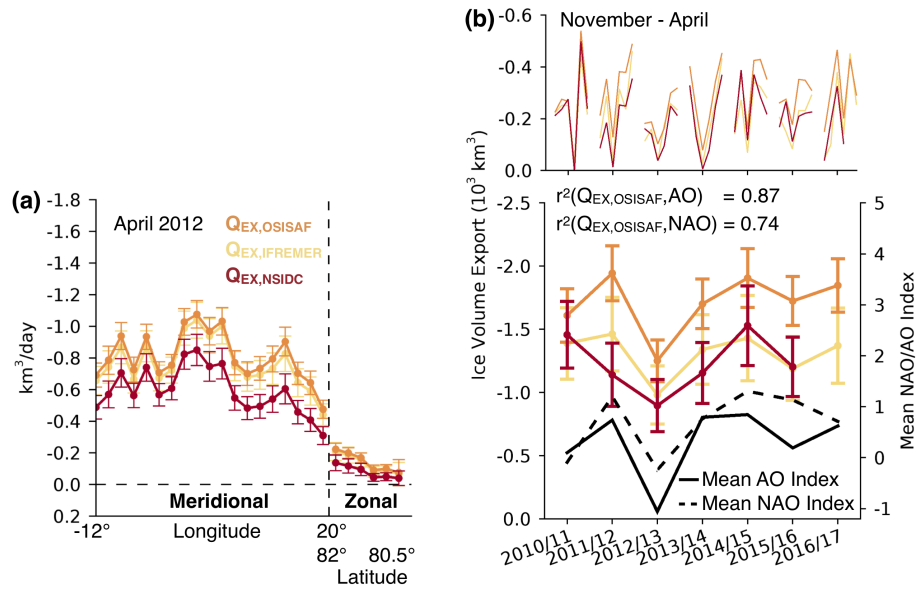 (a)
-1.8
-1.6
-1.4
-1.2
-1.0
-0.8
-0.6
-0.4
-0.2
0.0
0.2
km³/day
April 2012
QEX,OSISAF
QEX,IFREMER
QEX,NSIDC
Meridional
Zonal
-12°
Longitude
20°
82°
80.5°
Latitude
(b)
-0.6
-0.4
-0.2
0.0
November - April
Ice Volume Export (10³ km³)
-2.5
-2.0
-1.5
-1.0
-0.5
0.0
r²(QEX,OSISAF,AO) = 0.87
r²(QEX,OSISAF,NAO) = 0.74
5
4
3
2
1
0
-1
Mean NAO/AO Index
Mean AO Index
Mean NAO Index
2010/11
2011/12
2012/13
2013/14
2014/15
2015/16
2016/17